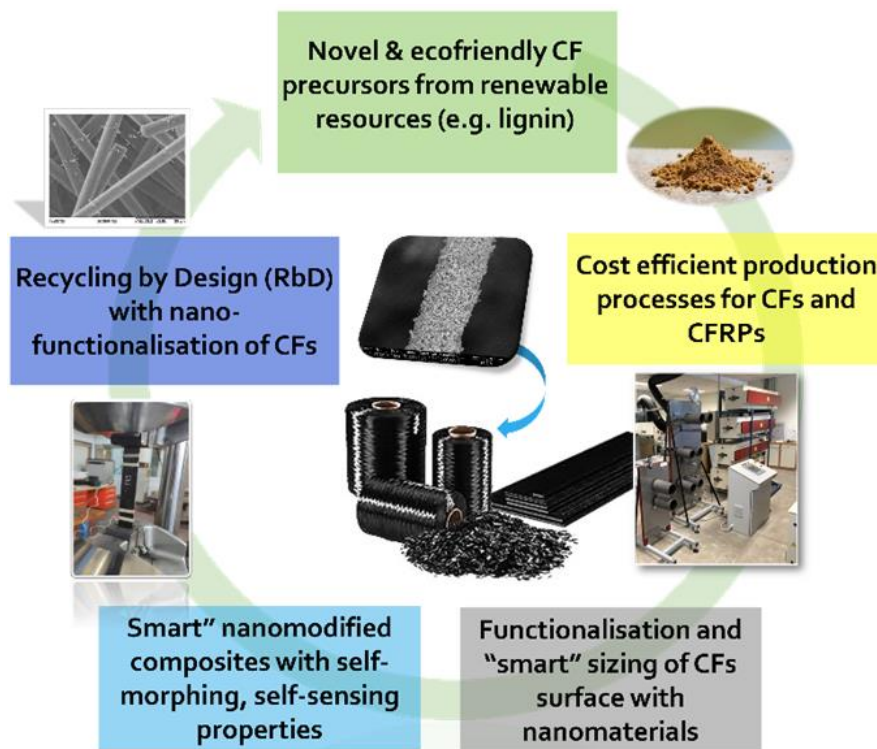 Novel & ecofriendly CF
precursors from renewable
resources (e.g. lignin)
Cost efficient production
processes for CFs and
CFRPs
Functionalisation and
“smart” sizing of CFs
surface with
nanomaterials
Smart” nanomodified
composites with self-
morphing, self-sensing
properties
Recycling by Design (RbD)
with nano-
functionalisation of CFs